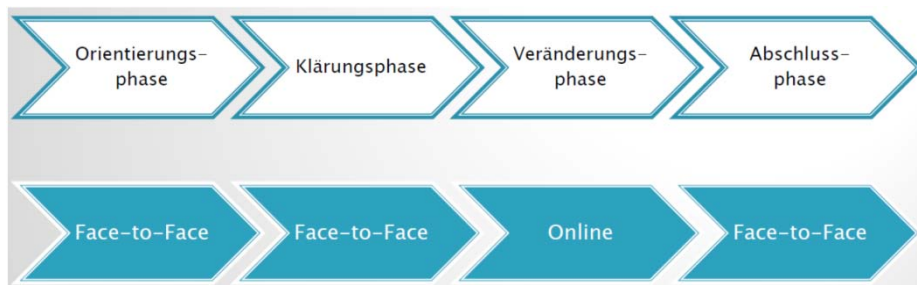 Orientierungs-
phase
Klärungsphase
Veränderungs-
phase
Abschluss-
phase
Face-to-Face
Face-to-Face
Online
Face-to-Face